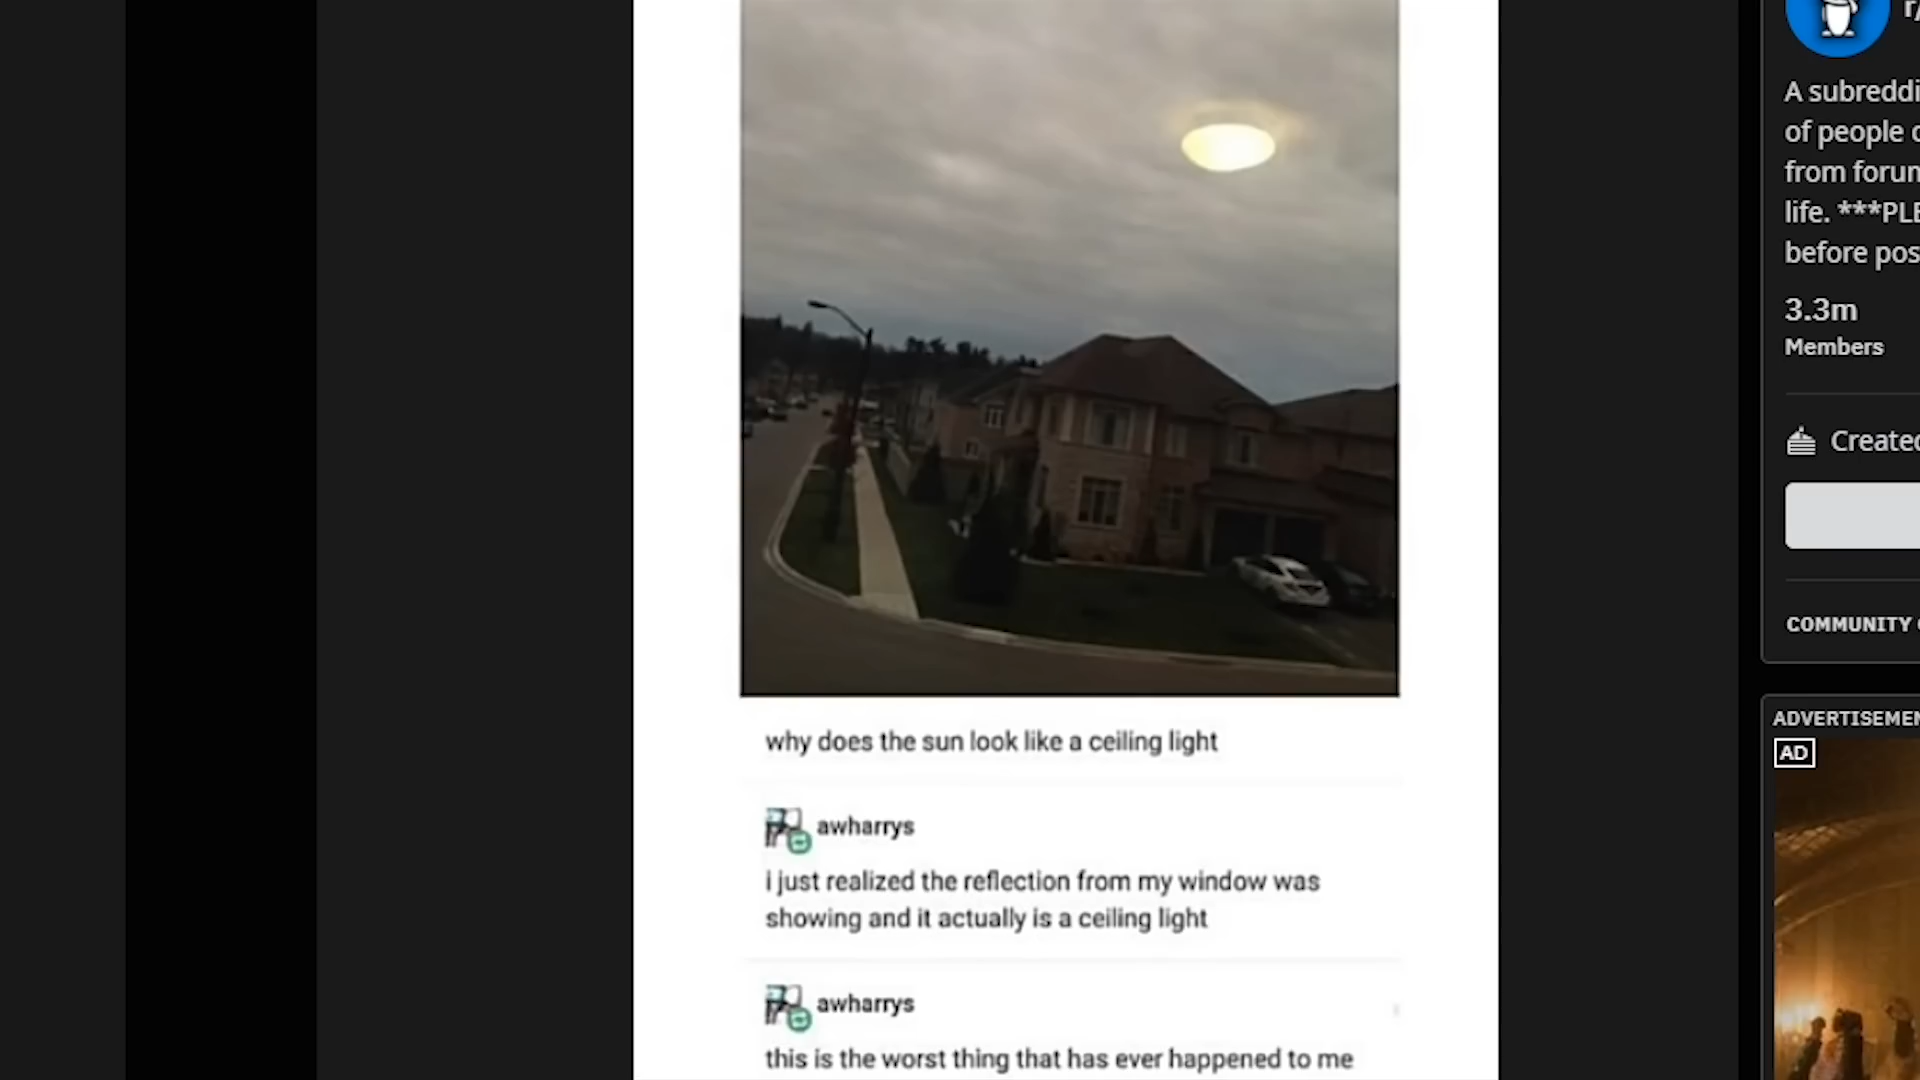 why does the sun look like a ceiling light
awharrys
i just realized the reflection from my window was
showing and it actually is a ceiling light
awharrys
this is the worst thing that has ever happened to me
r/
A subreddi
of people
from forum
life. ***PLE
before pos
3.3m
Members
Created
COMMUNITY
ADVERTISEMEN
AD